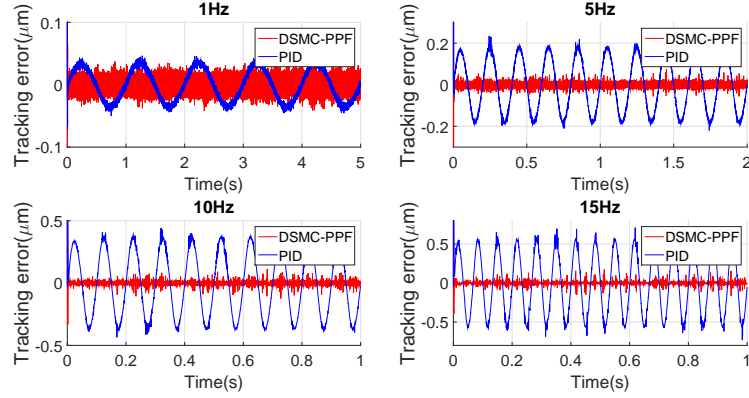 1Hz
Tracking error(μm)
0.1
0
-0.1
DSMC-PPF
PID
0
1
2
3
4
5
Time(s)
5Hz
Tracking error(μm)
0.2
0
-0.2
DSMC-PPF
PID
0
0.5
1
1.5
2
Time(s)
10Hz
Tracking error(μm)
0.5
0
-0.5
DSMC-PPF
PID
0
0.2
0.4
0.6
0.8
1
Time(s)
15Hz
Tracking error(μm)
0.5
0
-0.5
DSMC-PPF
PID
0
0.2
0.4
0.6
0.8
1
Time(s)